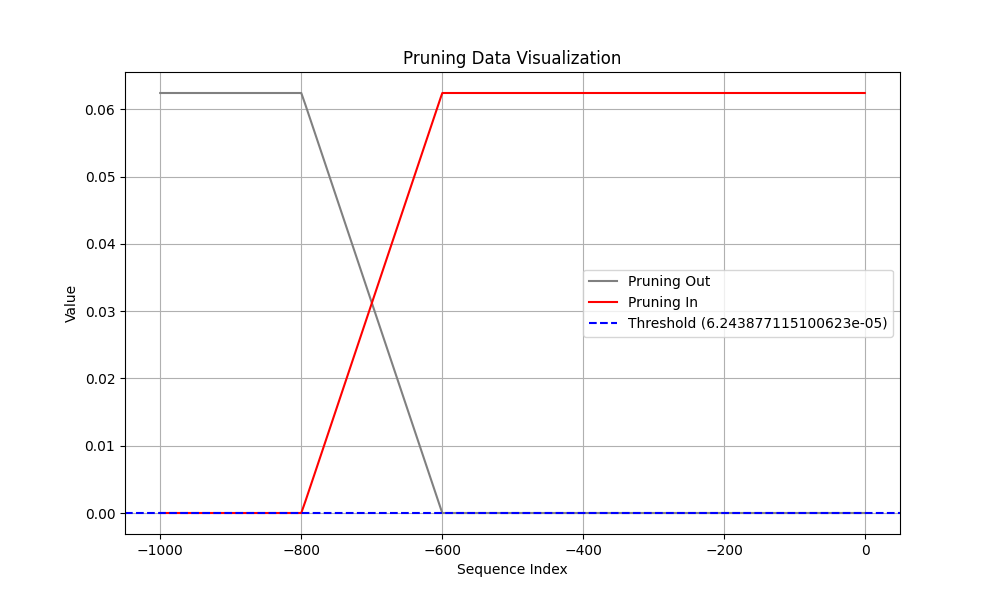 Pruning Data Visualization
0.06
0.05
0.04
0.03
0.02
0.01
0.00
Value
Pruning Out
Pruning In
Threshold (6.243877115100623e-05)
−1000
−800
−600
−400
−200
0
Sequence Index